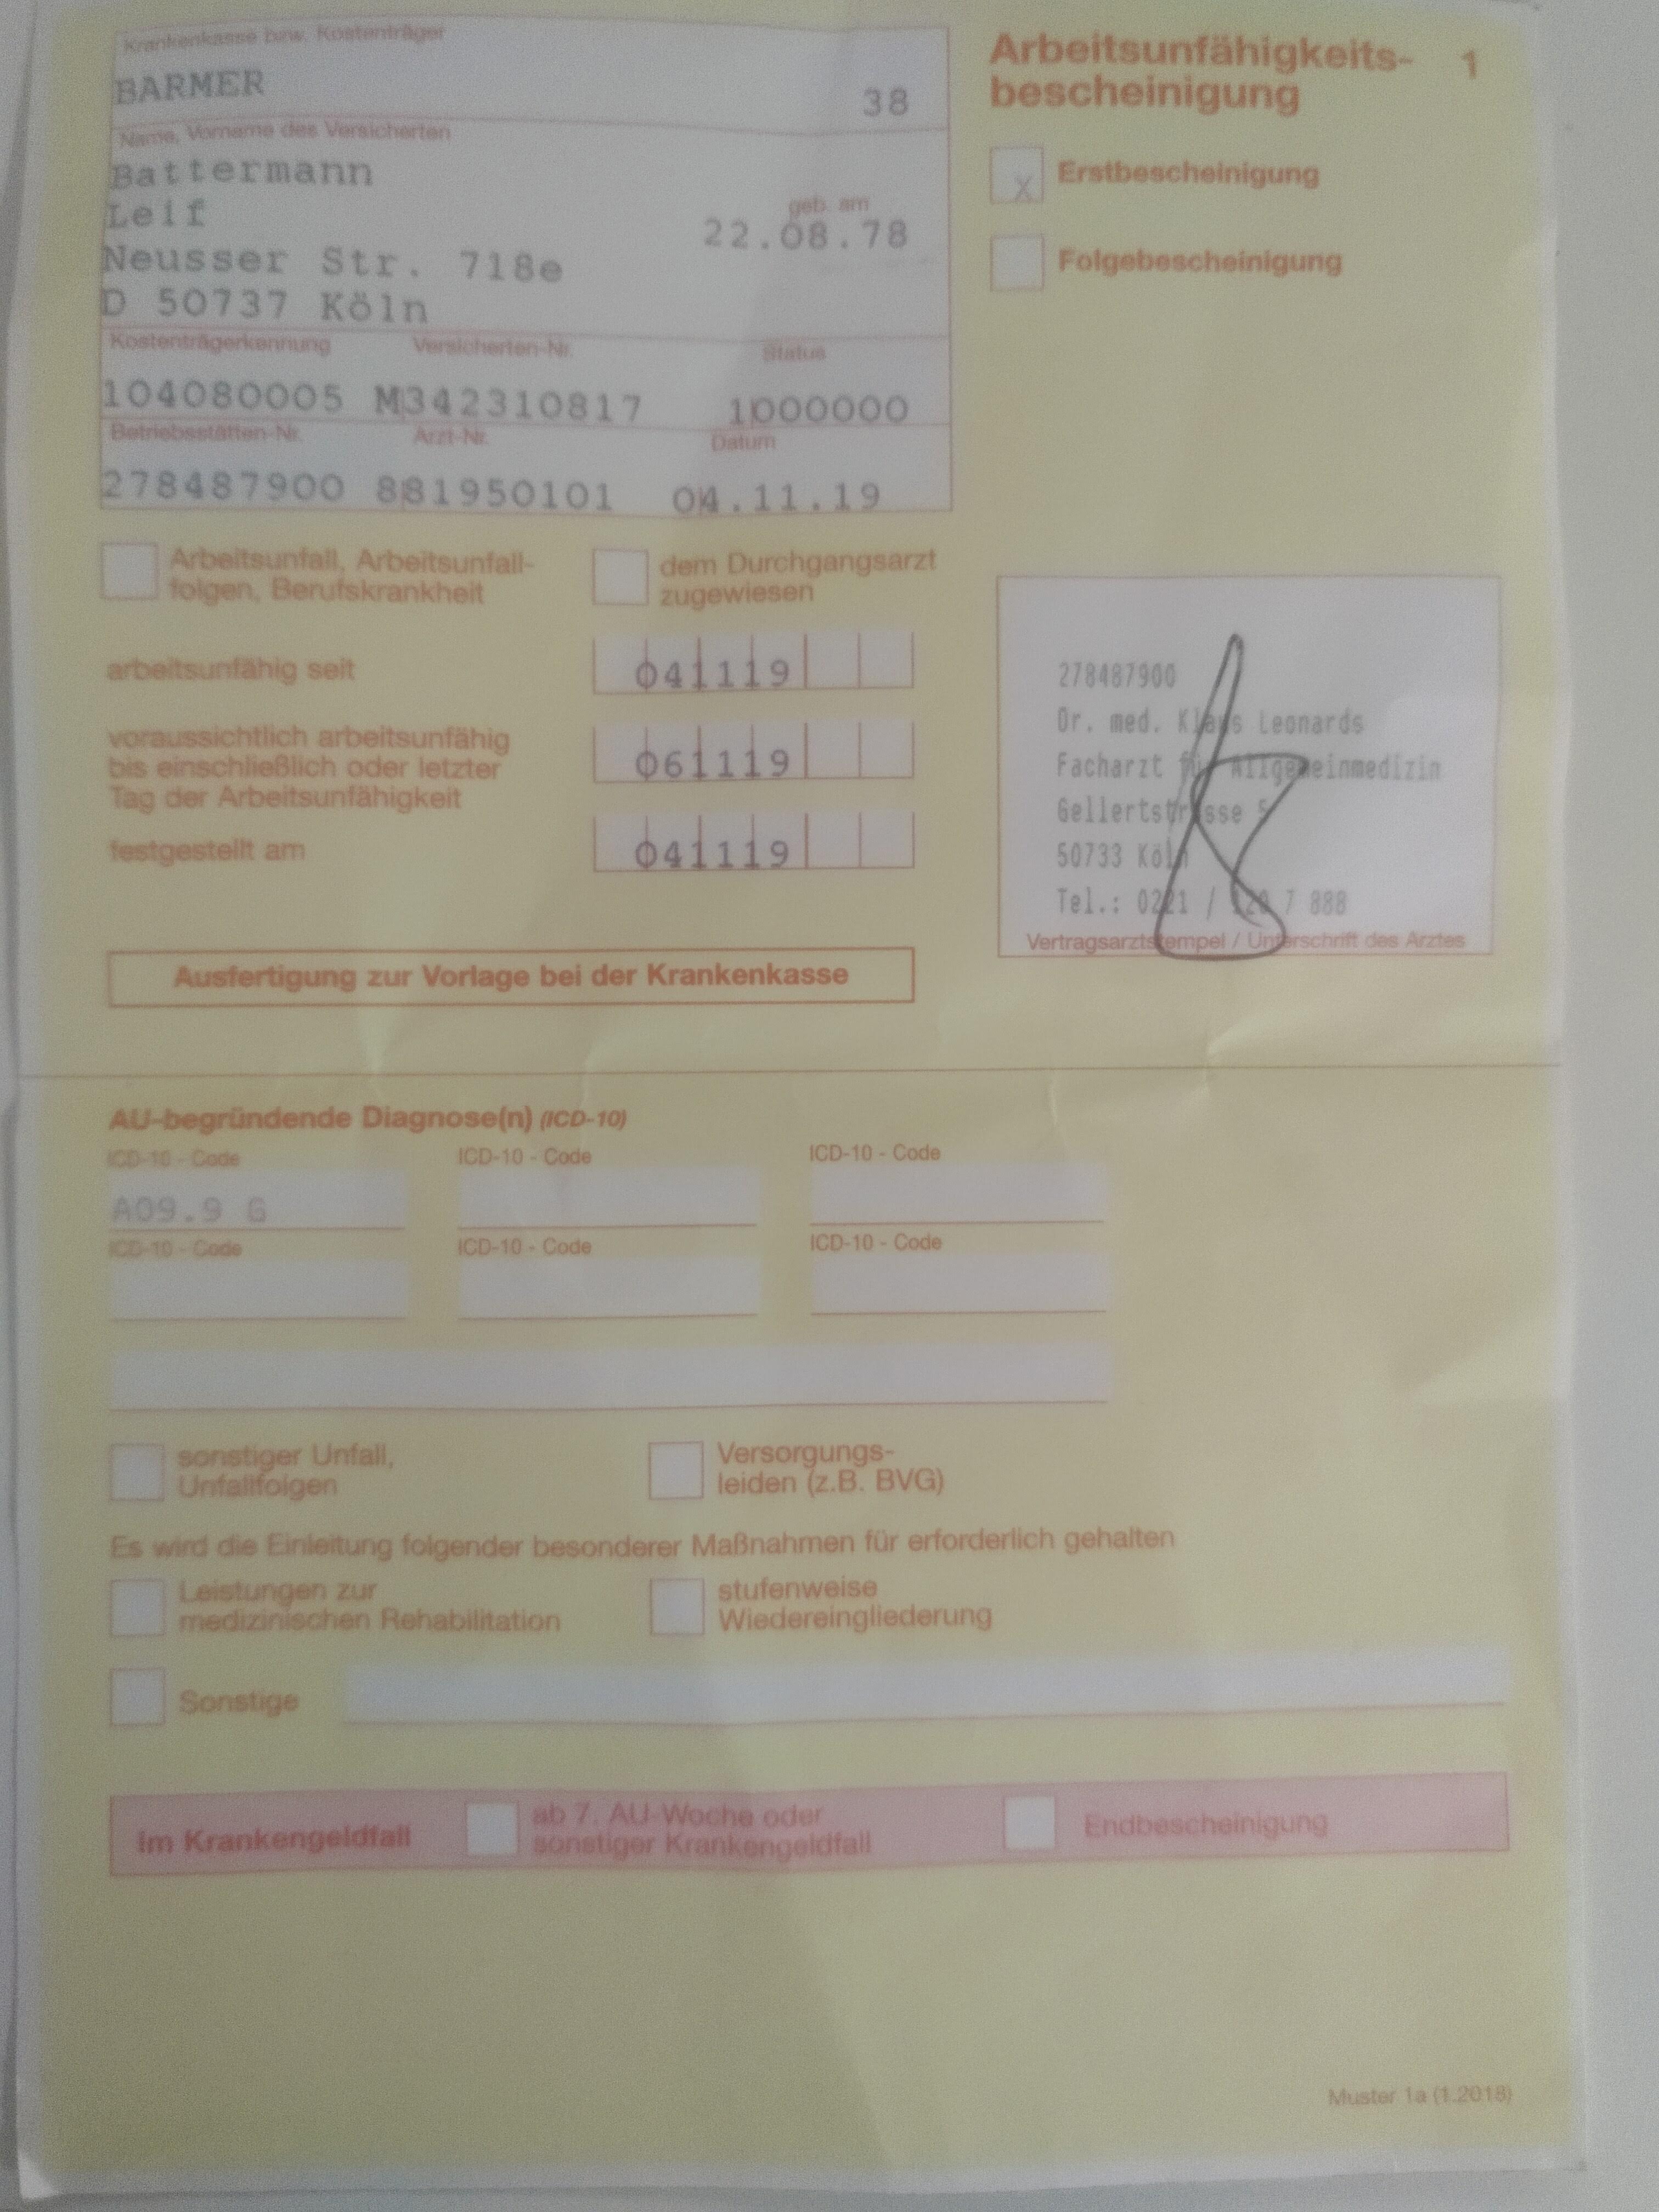 Krankenkasse bzw. Kostenträger
BARMER 38
Name, Vorname des Versicherten
Battermann
Leif
geb. am
22.08.78
Neusser Str. 718e
D 50737 Köln
Kostenträgerkennung Versicherten-Nr. Status
104080005 M342310817 1000000
Betriebsstätten-Nr. Arzt-Nr. Datum
278487900 881950101 04.11.19
Arbeitsunfähigkeits- 1
bescheinigung
x Erstbescheinigung
Folgebescheinigung
Arbeitsunfall, Arbeitsunfall-
folgen, Berufskrankheit
dem Durchgangsarzt
zugewiesen
arbeitsunfähig seit 041119
voraussichtlich arbeitsunfähig
bis einschließlich oder letzter 061119
Tag der Arbeitsunfähigkeit
festgestellt am 041119
278487900
Dr. med. Klaus Leonards
Facharzt für Allgemeinmedizin
Gellertstrasse 5
50733 Köln
Tel.: 0221 / 7 888
Vertragsarztstempel / Unterschrift des Arztes
Ausfertigung zur Vorlage bei der Krankenkasse
AU-begründende Diagnose(n) (ICD-10)
ICD-10 - Code ICD-10 - Code ICD-10 - Code
A09.9 G
ICD-10 - Code ICD-10 - Code ICD-10 - Code
sonstiger Unfall,
Unfallfolgen
Versorgungs-
leiden (z.B. BVG)
Es wird die Einleitung folgender besonderer Maßnahmen für erforderlich gehalten
Leistungen zur
medizinischen Rehabilitation
stufenweise
Wiedereingliederung
Sonstige
im Krankengeldfall
ab 7. AU-Woche oder
sonstiger Krankengeldfall
Endbescheinigung
Muster 1a (1.2018)